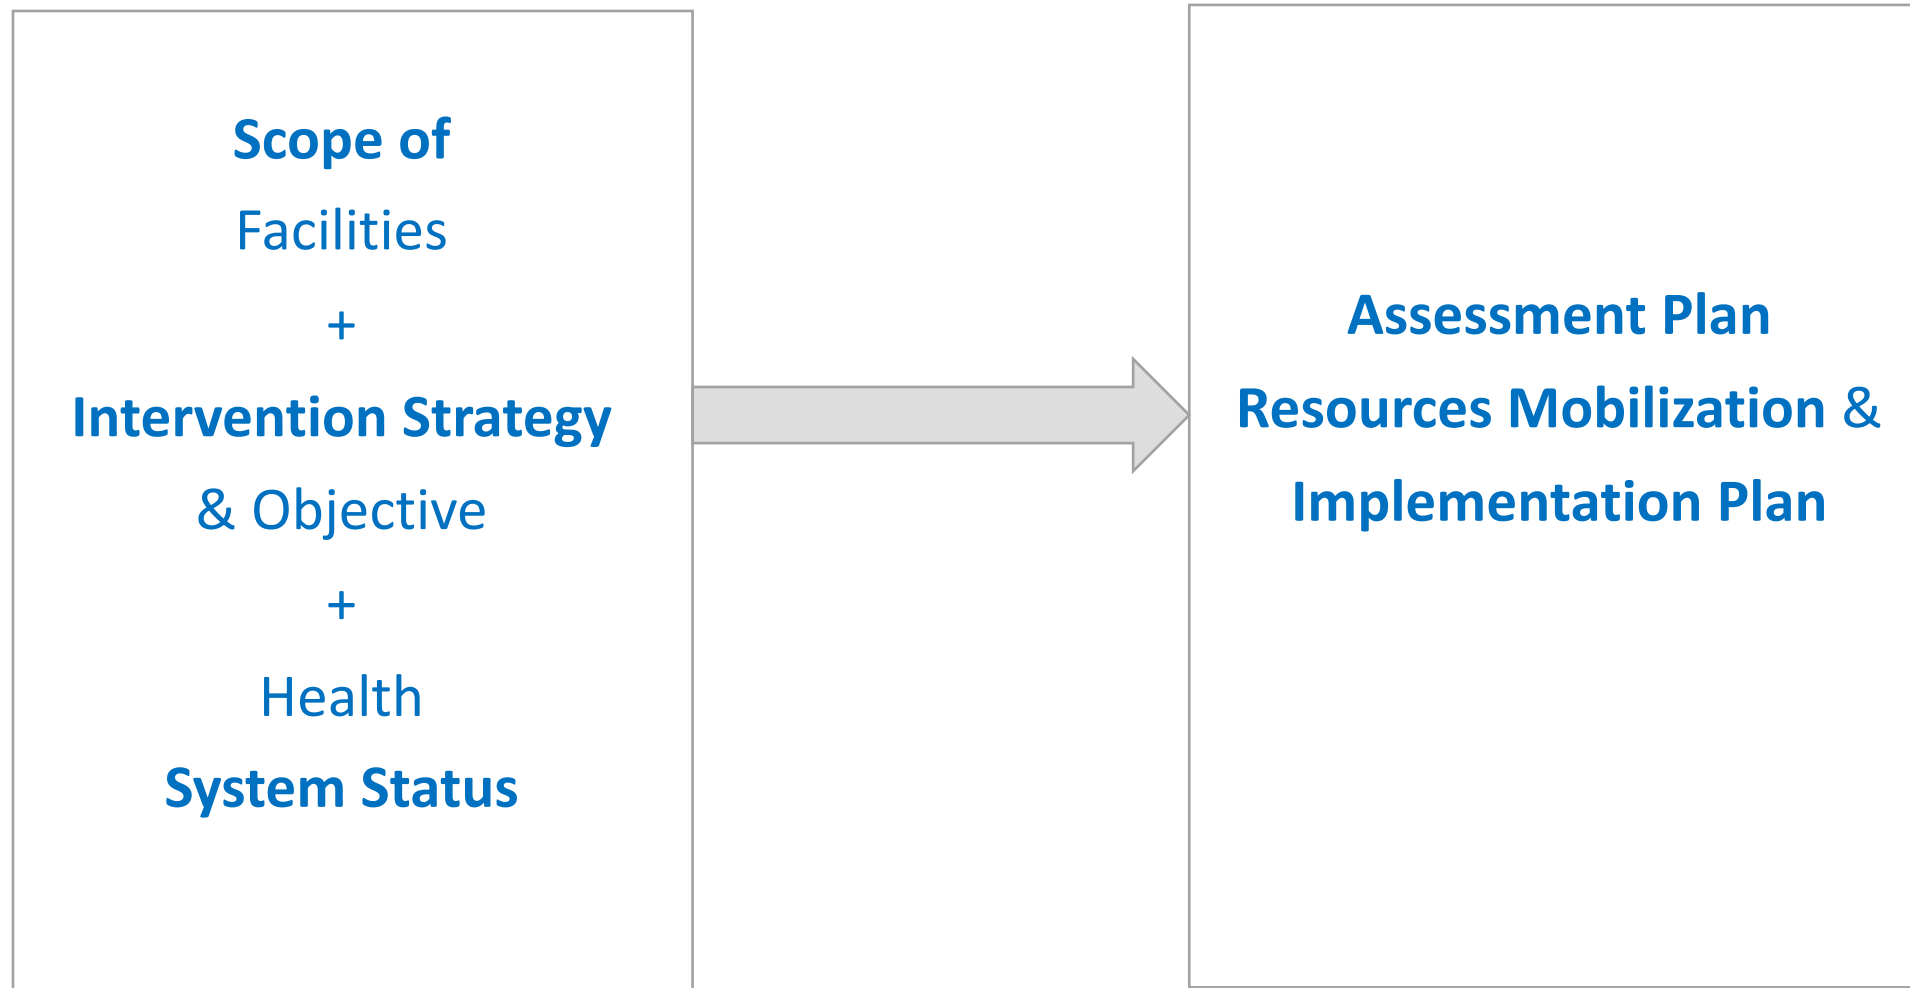 Scope of
Facilities
+
Intervention Strategy
& Objective
+
Health
System Status
Assessment Plan
Resources Mobilization &
Implementation Plan